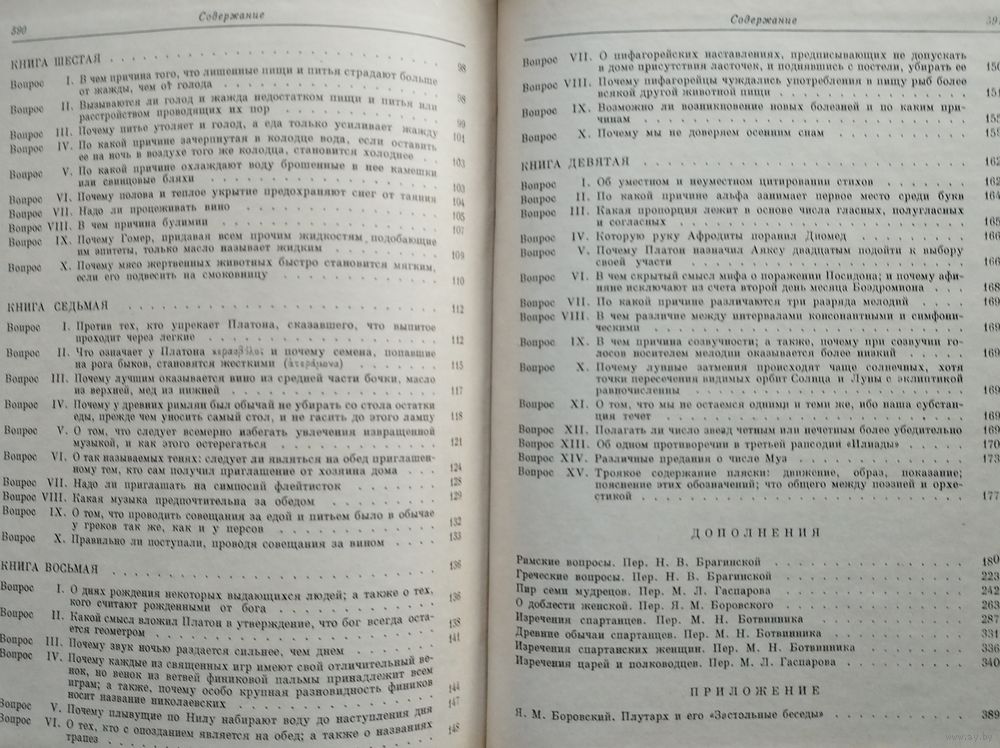 590
Содержание
КНИГА ШЕСТАЯ . . . 98
Вопрос I. В чем причина того, что лишенные пищи и питья страдают больше
от жажды, чем от голода . . . 98
Вопрос II. Вызываются ли голод и жажда недостатком пищи и питья или
расстройством проводящих их пор . . . 99
Вопрос III. Почему питье утоляет и голод, а еда только усиливает жажду 101
Вопрос IV. По какой причине зачерпнутая в колодце вода, если оставить
ее на ночь в воздухе того же колодца, становится холоднее . . 103
Вопрос V. По какой причине охлаждают воду брошенные в нее камешки
или свинцовые бляхи . . . 103
Вопрос VI. Почему полова и теплое укрытие предохраняют снег от таяния 104
Вопрос VII. Надо ли процеживать вино . . . 105
Вопрос VIII. В чем причина булимии . . . 107
Вопрос IX. Почему Гомер, придавая всем прочим жидкостям подобающие
им эпитеты, только масло называет жидким . . . 109
Вопрос X. Почему мясо жертвенных животных быстро становится мягким,
если его подвесить на смоковницу . . . 110
КНИГА СЕДЬМАЯ . . . 112
Вопрос I. Против тех, кто упрекает Платона, сказавшего, что выпитое
проходит через легкие . . . 112
Вопрос II. Что означает у Платона и почему семена, попавшие
на рога быков, становятся жесткими (ἀτεράμονα) . . . 115
Вопрос III. Почему лучшим оказывается вино из средней части бочки, масло
из верхней, мед из нижней . . . 117
Вопрос IV. Почему у древних римлян был обычай не убирать со стола остатки
еды, прежде чем уносить самый стол, и не гасить до этого лампу 118
Вопрос V. О том, что следует всемерно избегать увлечения извращенной
музыкой, и как этого остерегаться . . . 121
Вопрос VI. О так называемых тенях: следует ли являться на обед приглашен-
ному тем, кто сам получил приглашение от хозяина дома . . . 124
Вопрос VII. Надо ли приглашать на симпосий флейтисток . . . 128
Вопрос VIII. Какая музыка предпочтительна за обедом . . . 129
Вопрос IX. О том, что проводить совещания за едой и питьем было в обычае
у греков так же, как и у персов . . . 132
Вопрос X. Правильно ли поступали, проводя совещания за вином . . . 133
КНИГА ВОСЬМАЯ . . . 136
Вопрос I. О днях рождения некоторых выдающихся людей; а также о тех,
кого считают рожденными от бога . . . 136
Вопрос II. Какой смысл вложил Платон в утверждение, что бог всегда оста-
ется геометром . . . 138
Вопрос III. Почему звук ночью раздается сильнее, чем днем . . . 141
Вопрос IV. Почему каждые из священных игр имеют свой отличительный ве-
нок, но венок из ветвей финиковой пальмы принадлежит всем
играм; а также, почему особо крупная разновидность фиников
носит название николаевских . . . 144
Вопрос V. Почему плывущие по Нилу набирают воду до наступления дня 147
Вопрос VI. О тех, кто с опозданием является на обед; а также о названиях
трапез . . . 148
Содержание
Вопрос VII. О пифагорейских наставлениях, предписывающих не допускать
в доме присутствия ласточек, и поднявшись с постели, убирать ее 150
Вопрос VIII. Почему пифагорейцы чуждались употребления в пищу рыб более
всякой другой животной пищи . . .
Вопрос IX. Возможно ли возникновение новых болезней и по каким при-
чинам . . .
Вопрос X. Почему мы не доверяем осенним снам . . .
КНИГА ДЕВЯТАЯ . . . 162
Вопрос I. Об уместном и неуместном цитировании стихов . . . 162
Вопрос II. По какой причине альфа занимает первое место среди букв 164
Вопрос III. Какая пропорция лежит в основе числа гласных, полугласных
и согласных . . . 165
Вопрос IV. Которую руку Афродиты поранил Диомед . . . 166
Вопрос V. Почему Платон назначил Аяксу двадцатым подойти к выбору
своей участи . . . 166
Вопрос VI. В чем скрытый смысл мифа о поражении Посидона; и почему афи-
няне исключают из счета второй день месяца Боэдромиона . . . 168
Вопрос VII. По какой причине различаются три разряда мелодий . . . 168
Вопрос VIII. В чем различие между интервалами консонантными и симфони-
ческими . . . 169
Вопрос IX. В чем причина созвучности; а также, почему при созвучии го-
лосов носителем мелодии оказывается более низкий . . . 169
Вопрос X. Почему лунные затмения происходят чаще солнечных, хотя
точки пересечения видимых орбит Солнца и Луны с эклиптикой
равночисленны . . . 169
Вопрос XI. О том, что мы не остаемся одними и теми же, ибо наша субстан-
ция течет . . . 169
Вопрос XII. Полагать ли число звезд четным или нечетным более убедительно 169
Вопрос XIII. Об одном противоречии в третьей рапсодии «Илиады» . . . 170
Вопрос XIV. Различные предания о числе Муз . . . 173
Вопрос XV. Троякое содержание пляски: движение, образ, показание;
пояснение этих обозначений; что общего между поэзией и орхе-
стикой . . . 177
ДОПОЛНЕНИЯ
Римские вопросы. Пер. Н. В. Брагинской . . . 180
Греческие вопросы. Пер. Н. В. Брагинской . . . 223
Пир семи мудрецов. Пер. М. Л. Гаспарова . . . 242
О доблести женской. Пер. Я. М. Боровского . . . 263
Изречения спартанцев. Пер. М. Н. Ботвинника . . . 287
Древние обычаи спартанцев. Пер. М. Н. Ботвинника . . . 331
Изречения спартанских женщин. Пер. М. Н. Ботвинника . . . 336
Изречения царей и полководцев. Пер. М. Л. Гаспарова . . . 340
ПРИЛОЖЕНИЕ
Я. М. Боровский. Плутарх и его «Застольные беседы» . . . 389
www.ay.by